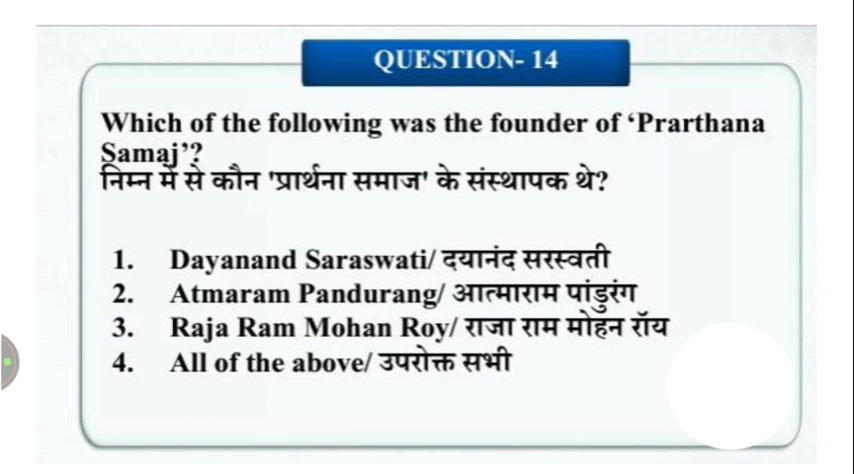 QUESTION- 14
Which of the following was the founder of ‘Prarthana
Samaj’?
निम्न में से कौन 'प्रार्थना समाज' के संस्थापक थे?
1. Dayanand Saraswati/ दयानंद सरस्वती
2. Atmaram Pandurang/ आत्माराम पांडुरंग
3. Raja Ram Mohan Roy/ राजा राम मोहन रॉय
4. All of the above/ उपरोक्त सभी